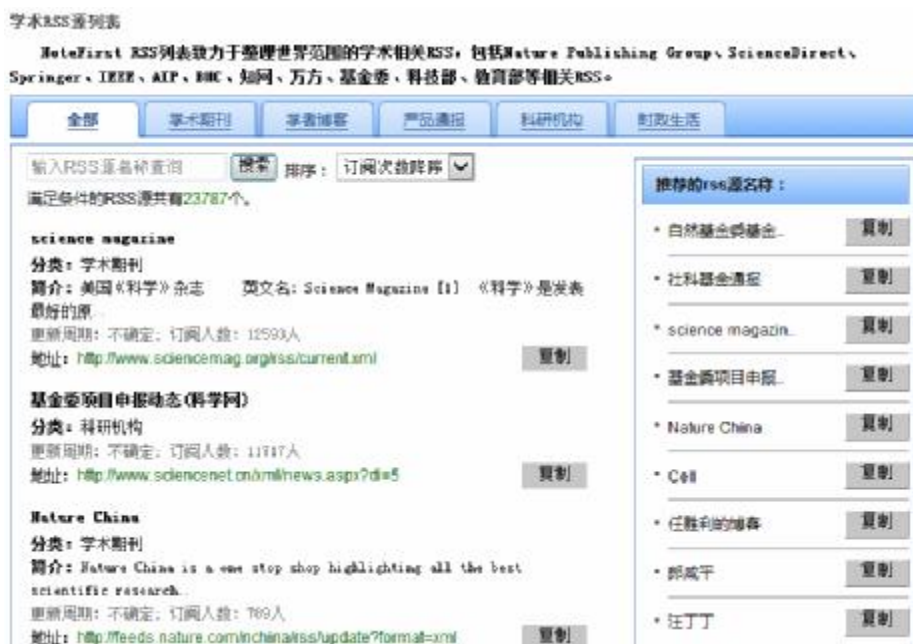 学术RSS源列表
NoteFirst RSS列表致力于整理世界范围的学术相关RSS，包括Nature Publishing Group、ScienceDirect、
Springer、IEEE、AIP、BMC、知网、万方、基金委、科技部、教育部等相关RSS。
全部 学术期刊 学者博客 产品通报 科研机构 时政生活
输入RSS源名称查询 搜索 排序： 订阅次数降序
满足条件的RSS源共有23787个。
science magazine
分类：学术期刊
简介：美国《科学》杂志 英文名：Science Magazine [1] 《科学》是发表
最好的原..
更新周期：不确定；订阅人数：12593人
地址：http://www.sciencemag.org/rss/current.xml 复制
基金委项目申报动态(科学网)
分类：科研机构
更新周期：不确定；订阅人数：人
地址：http://www.sciencenet.cn/xml/news.aspx?di=5 复制
Nature China
分类：学术期刊
简介：Nature China is a one stop shop highlighting all the best
scientific research..
更新周期：不确定；订阅人数：789人
地址：http://feeds.nature.com/nchina/rss/update?format=xml 复制
推荐的rss源名称：
自然基金委基金.. 复制
社科基金通报 复制
science magazin.. 复制
基金委项目申报.. 复制
Nature China 复制
Cell 复制
任胜利的博客 复制
郎咸平 复制
汪丁丁 复制